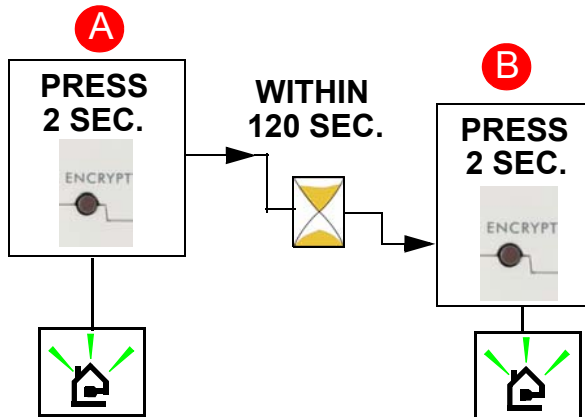 A
PRESS
2 SEC.
ENCRYPT
WITHIN
120 SEC.
B
PRESS
2 SEC.
ENCRYPT